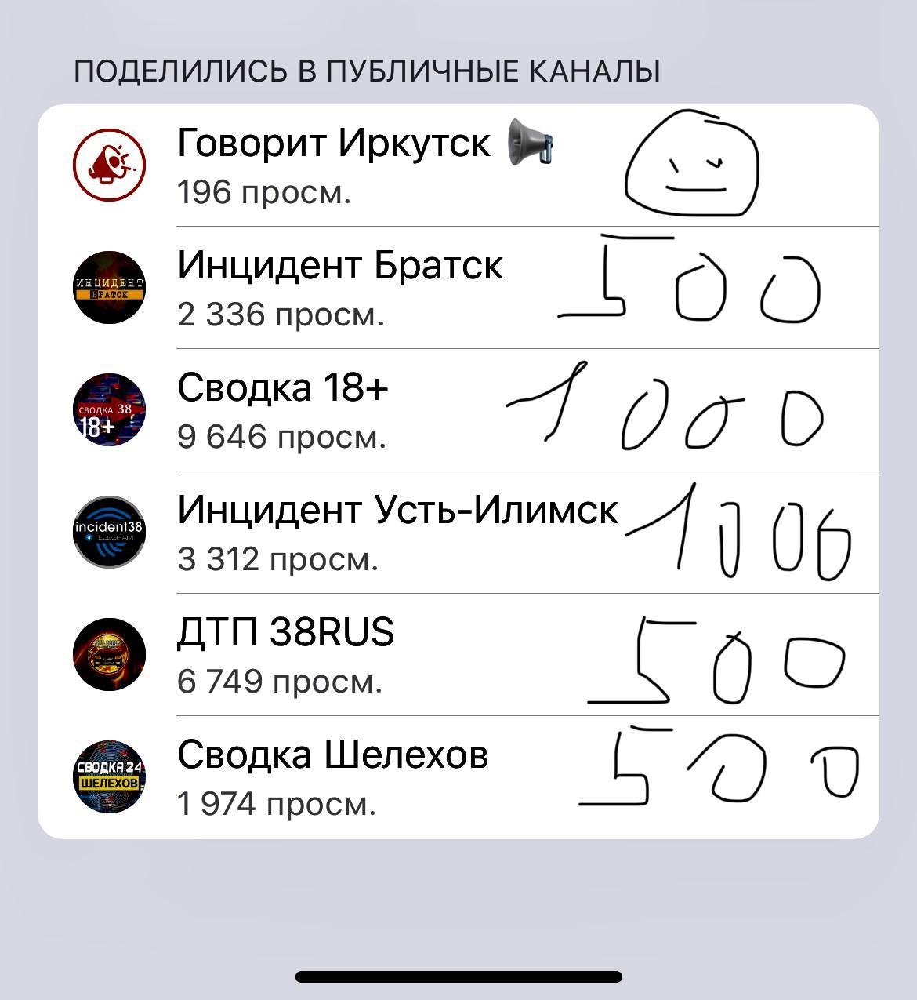 ПОДЕЛИЛИСЬ В ПУБЛИЧНЫЕ КАНАЛЫ
Говорит Иркутск
196 просм.
ИНЦИДЕНТ
БРАТСК
Инцидент Братск
2 336 просм.
500
СВОДКА 38
18+
Сводка 18+
9 646 просм.
1000
incident38
TELEGRAM
Инцидент Усть-Илимск
3 312 просм.
1000
ДТП 38RUS
6 749 просм.
500
СВОДКА 24
ШЕЛЕХОВ
Сводка Шелехов
1 974 просм.
500